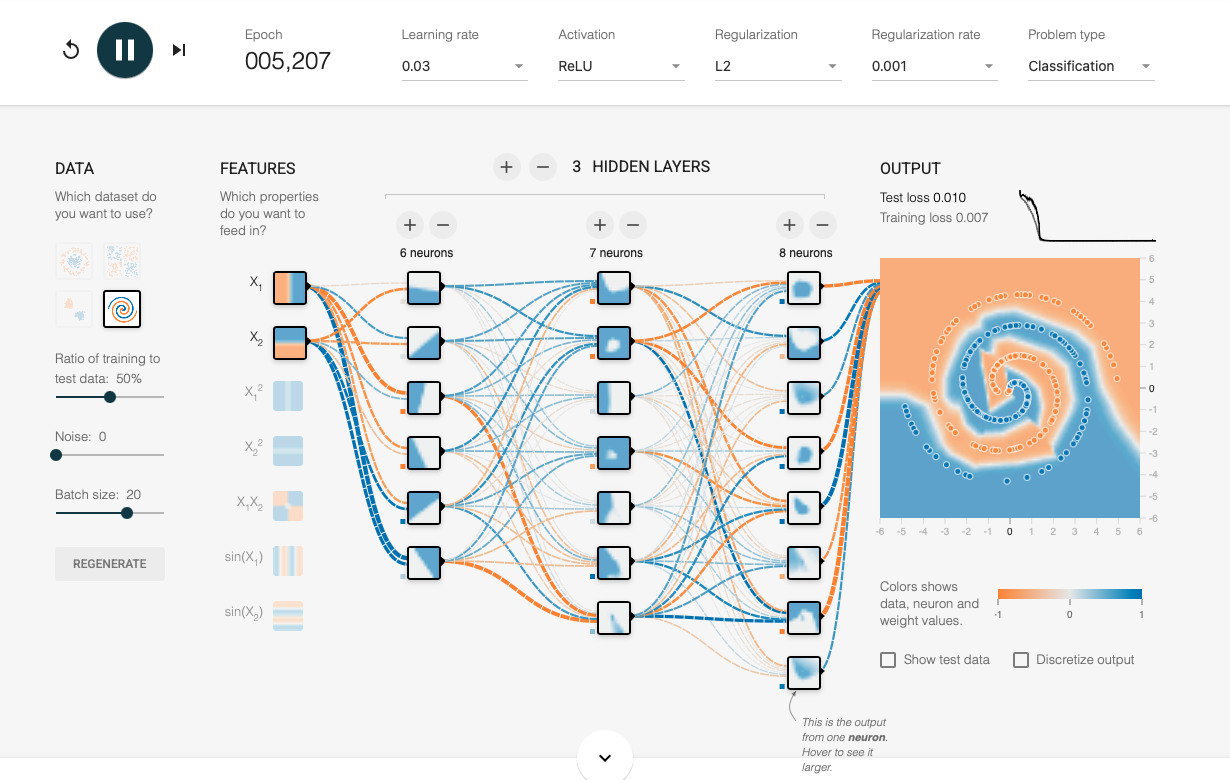 Epoch
005,207
Learning rate
0.03
Activation
ReLU
Regularization
L2
Regularization rate
0.001
Problem type
Classification
DATA
Which dataset do
you want to use?
Ratio of training to
test data: 50%
Noise: 0
Batch size: 20
REGENERATE
FEATURES
Which properties
do you want to
feed in?
X₁
X₂
X₁²
X₂²
X₁X₂
sin(X₁)
sin(X₂)
3 HIDDEN LAYERS
6 neurons
7 neurons
8 neurons
This is the output
from one neuron.
Hover to see it
larger.
OUTPUT
Test loss 0.010
Training loss 0.007
6
5
4
3
2
1
0
-1
-2
-3
-4
-5
-6
-6 -5 -4 -3 -2 -1 0 1 2 3 4 5 6
Colors shows
data, neuron and
weight values.
-1 0 1
Show test data
Discretize output